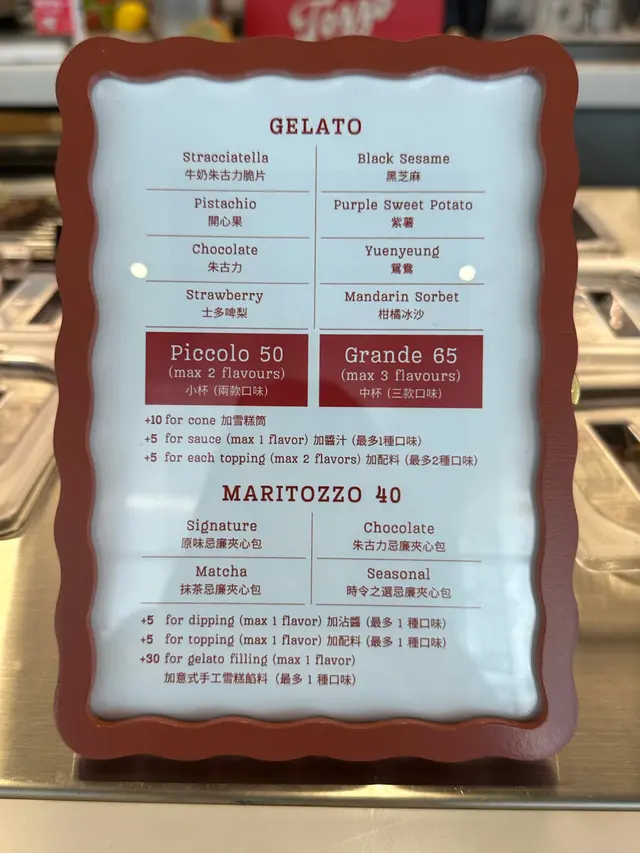 GELATO
Stracciatella
牛奶朱古力脆片
Black Sesame
黑芝麻
Pistachio
開心果
Purple Sweet Potato
紫薯
Chocolate
朱古力
Yuenyeung
鴛鴦
Strawberry
士多啤梨
Mandarin Sorbet
柑橘冰沙
Piccolo 50
(max 2 flavours)
小杯 (兩款口味)
Grande 65
(max 3 flavours)
中杯 (三款口味)
+10 for cone 加雪糕筒
+5 for sauce (max 1 flavor) 加醬汁 (最多1種口味)
+5 for each topping (max 2 flavors) 加配料 (最多2種口味)
MARITOZZO 40
Signature
原味忌廉夾心包
Chocolate
朱古力忌廉夾心包
Matcha
抹茶忌廉夾心包
Seasonal
時令之選忌廉夾心包
+5 for dipping (max 1 flavor) 加沾醬 (最多 1 種口味)
+5 for topping (max 1 flavor) 加配料 (最多 1 種口味)
+30 for gelato filling (max 1 flavor)
加意式手工雪糕餡料 (最多 1 種口味)